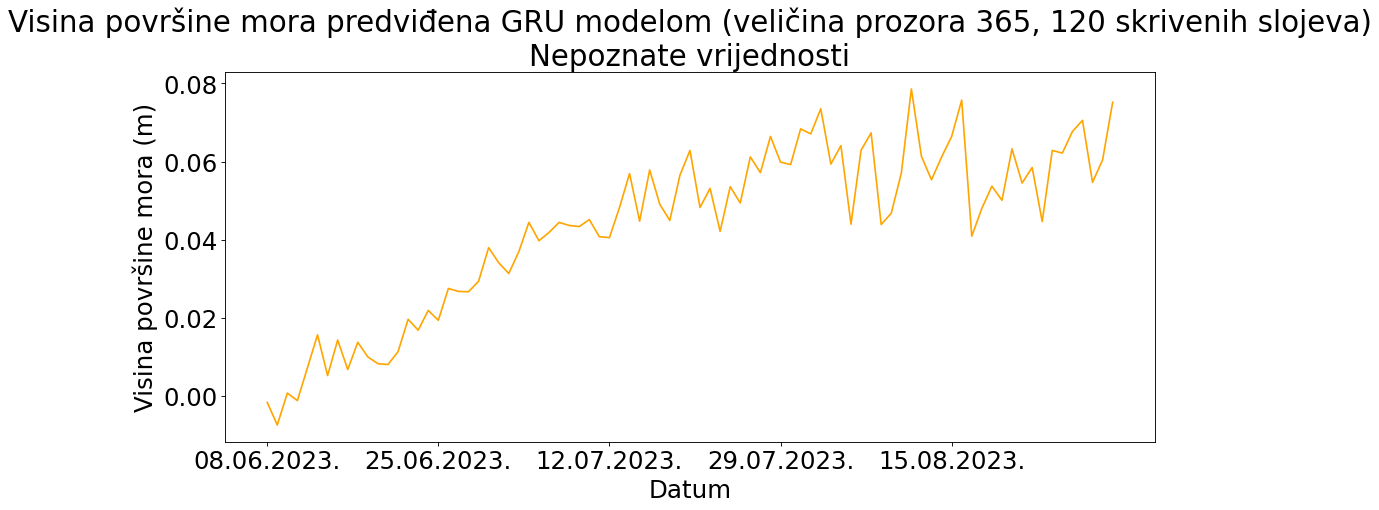 Visina površine mora predviđena GRU modelom (veličina prozora 365, 120 skrivenih slojeva)
Nepoznate vrijednosti
Visina površine mora (m)
0.08
0.06
0.04
0.02
0.00
08.06.2023. 25.06.2023. 12.07.2023. 29.07.2023. 15.08.2023.
Datum